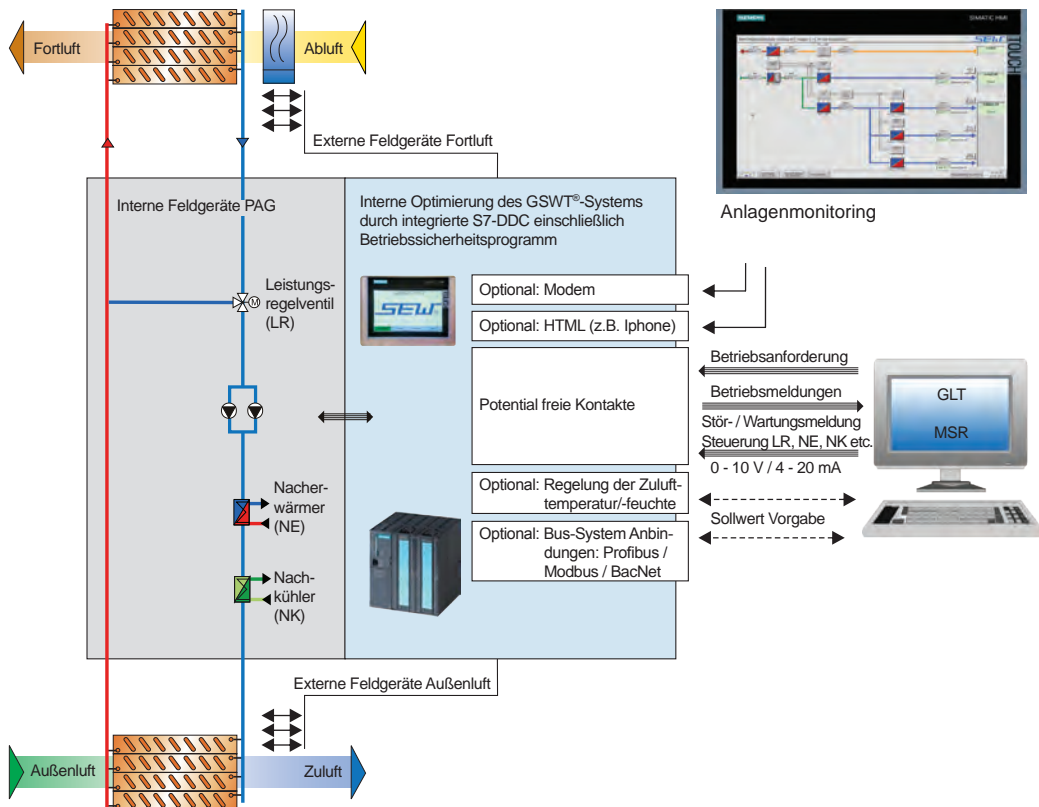 Fortluft
Abluft
SIEMENS
SIMATIC HMI
SEW
TOUCH
Externe Feldgeräte Fortluft
Anlagenmonitoring
Interne Feldgeräte PAG
Interne Optimierung des GSWT®-Systems
durch integrierte S7-DDC einschließlich
Betriebssicherheitsprogramm
Leistungs-
regelventil
(LR)
M
SEW
Optional: Modem
Optional: HTML (z.B. Iphone)
Potential freie Kontakte
Betriebsanforderung
Betriebsmeldungen
Stör- / Wartungsmeldung
Steuerung LR, NE, NK etc.
0 - 10 V / 4 - 20 mA
GLT
MSR
Nacher-
wärmer
(NE)
Optional: Regelung der Zuluft-
temperatur/-feuchte
Sollwert Vorgabe
Optional: Bus-System Anbin-
dungen: Profibus /
Modbus / BacNet
Nach-
kühler
(NK)
Externe Feldgeräte Außenluft
Außenluft
Zuluft